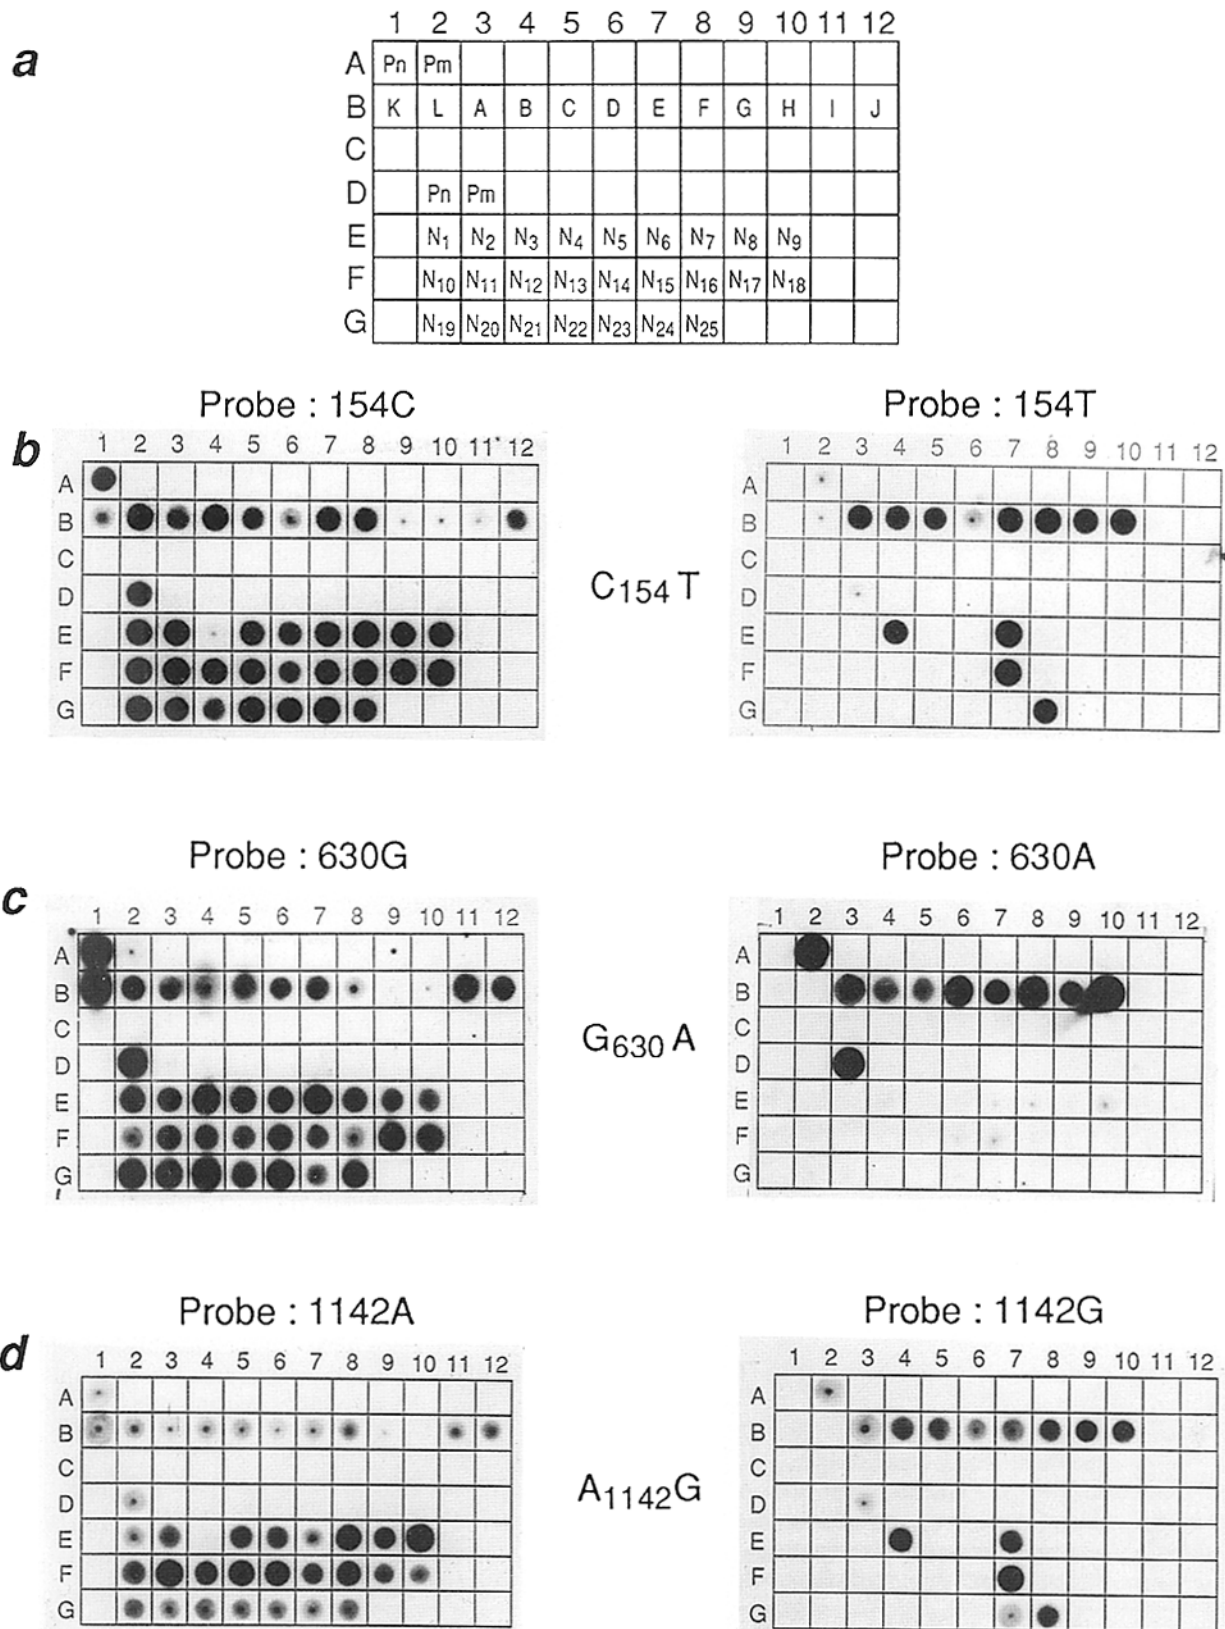 a
1 2 3 4 5 6 7 8 9 10 11 12
A Pn Pm
B K L A B C D E F G H I J
C
D Pn Pm
E N1 N2 N3 N4 N5 N6 N7 N8 N9
F N10 N11 N12 N13 N14 N15 N16 N17 N18
G N19 N20 N21 N22 N23 N24 N25
Probe : 154C
Probe : 154T
b
1 2 3 4 5 6 7 8 9 10 11 12
A
B
C
D
E
F
G
C154 T
1 2 3 4 5 6 7 8 9 10 11 12
A
B
C
D
E
F
G
Probe : 630G
Probe : 630A
c
1 2 3 4 5 6 7 8 9 10 11 12
A
B
C
D
E
F
G
G630 A
1 2 3 4 5 6 7 8 9 10 11 12
A
B
C
D
E
F
G
Probe : 1142A
Probe : 1142G
d
1 2 3 4 5 6 7 8 9 10 11 12
A
B
C
D
E
F
G
A1142G
1 2 3 4 5 6 7 8 9 10 11 12
A
B
C
D
E
F
G